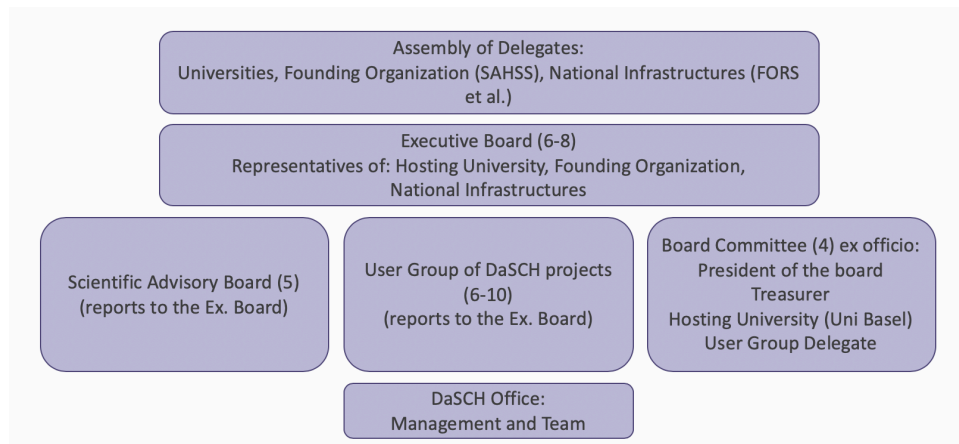 Assembly of Delegates:
Universities, Founding Organization (SAHSS), National Infrastructures (FORS
et al.)
Executive Board (6-8)
Representatives of: Hosting University, Founding Organization,
National Infrastructures
Scientific Advisory Board (5)
(reports to the Ex. Board)
User Group of DaSCH projects
(6-10)
(reports to the Ex. Board)
Board Committee (4) ex officio:
President of the board
Treasurer
Hosting University (Uni Basel)
User Group Delegate
DaSCH Office:
Management and Team